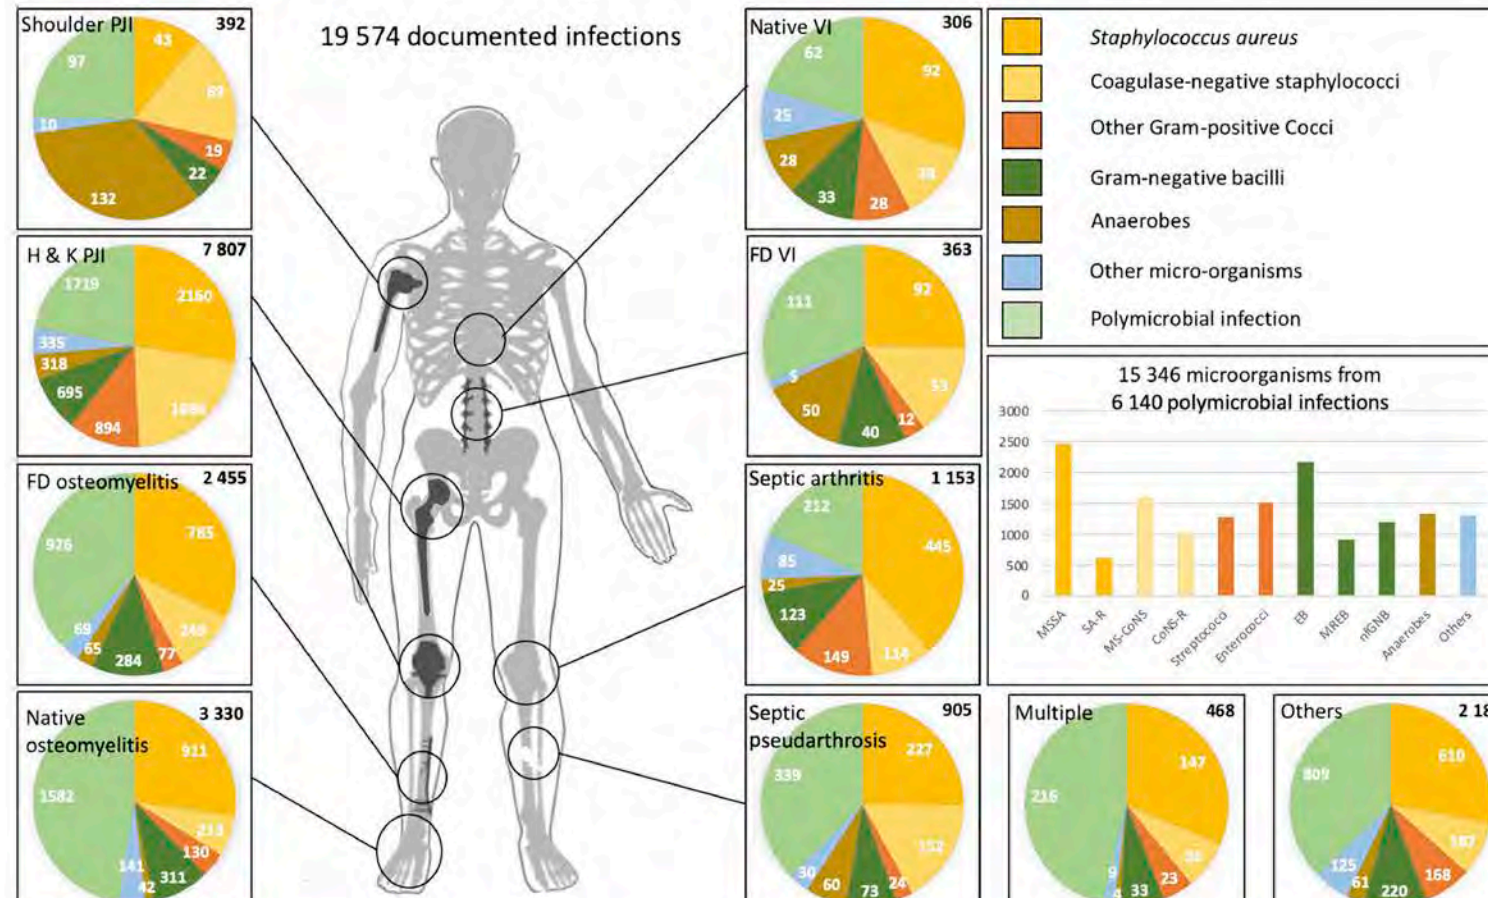 19 574 documented infections
Shoulder PJI 392
43
69
19
22
132
10
97
H & K PJI 7 807
2160
894
695
318
335
1719
FD osteomyelitis 2 455
785
249
77
284
65
69
926
Native osteomyelitis 3 330
911
130
311
42
141
1582
Native VI 306
92
38
28
33
28
25
62
FD VI 363
92
53
12
40
50
5
111
Septic arthritis 1 153
445
114
149
123
25
85
212
Septic pseudarthrosis 905
227
152
24
73
60
30
339
Multiple 468
147
23
33
4
9
216
Others 2 18
610
187
168
220
61
125
809
Staphylococcus aureus
Coagulase-negative staphylococci
Other Gram-positive Cocci
Gram-negative bacilli
Anaerobes
Other micro-organisms
Polymicrobial infection
15 346 microorganisms from
6 140 polymicrobial infections
3000
2500
2000
1500
1000
500
0
MSSA
SA-R
MS-CoNS
CoNS-R
Streptococci
Enterococci
EB
MREB
nfGNB
Anaerobes
Others